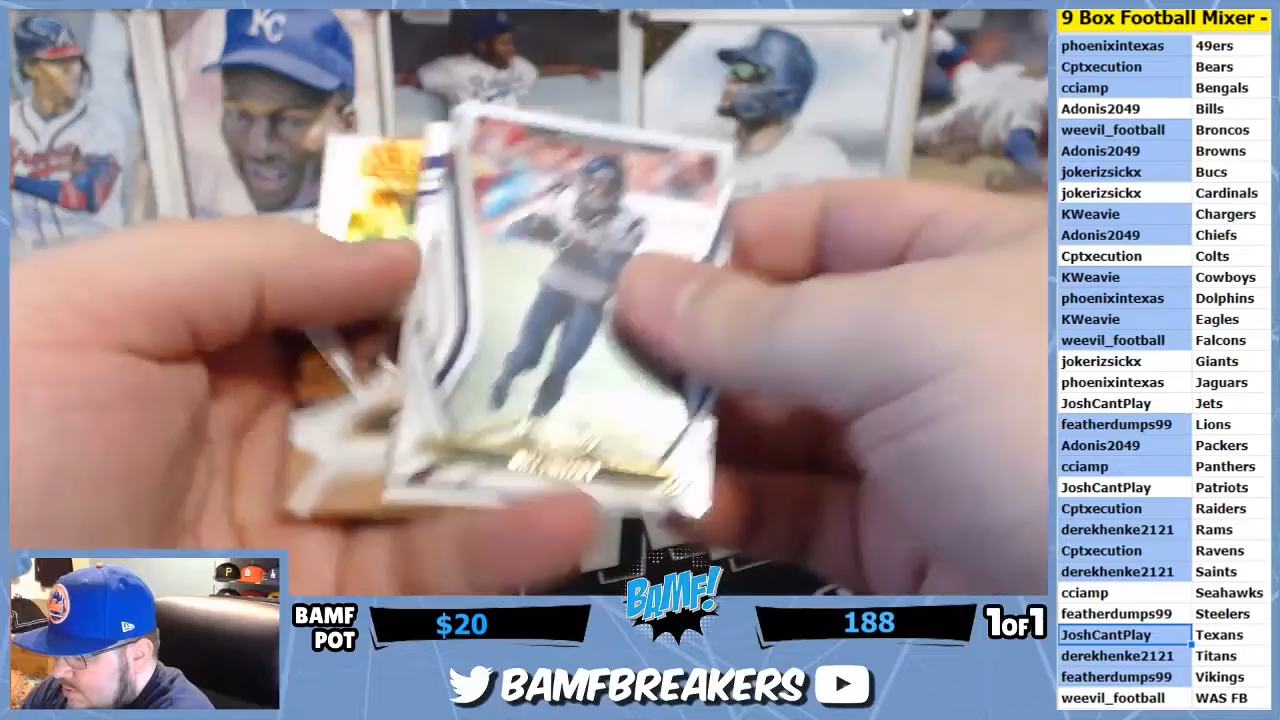 9 Box Football Mixer -
phoenixintexas 49ers
Cptxecution Bears
cciamp Bengals
Adonis2049 Bills
weevil_football Broncos
Adonis2049 Browns
jokerizsickx Bucs
jokerizsickx Cardinals
KWeavie Chargers
Adonis2049 Chiefs
Cptxecution Colts
KWeavie Cowboys
phoenixintexas Dolphins
KWeavie Eagles
weevil_football Falcons
jokerizsickx Giants
phoenixintexas Jaguars
JoshCantPlay Jets
featherdumps99 Lions
Adonis2049 Packers
cciamp Panthers
JoshCantPlay Patriots
Cptxecution Raiders
derekhenke2121 Rams
Cptxecution Ravens
derekhenke2121 Saints
cciamp Seahawks
featherdumps99 Steelers
JoshCantPlay Texans
derekhenke2121 Titans
featherdumps99 Vikings
weevil_football WAS FB
KC
BAMF POT
$20
BAMF!
188
1 OF 1
BAMFBREAKERS